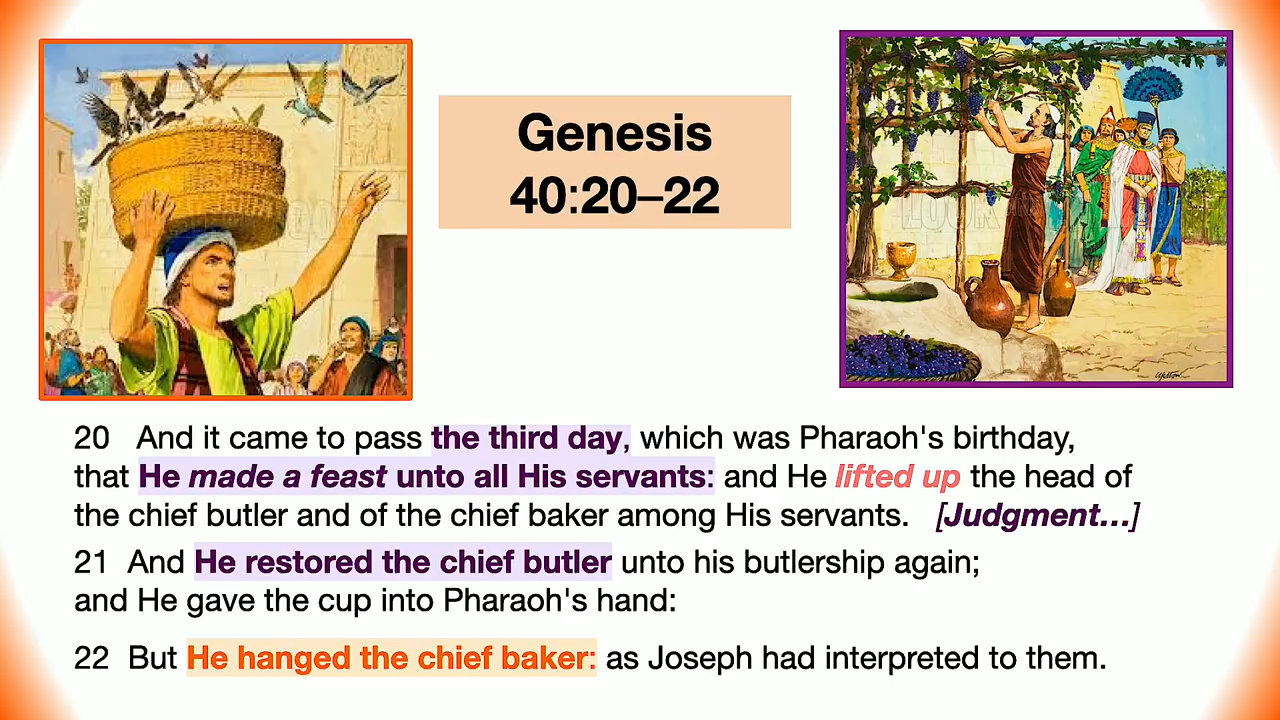 Genesis
40:20–22
20 And it came to pass the third day, which was Pharaoh's birthday,
that He made a feast unto all His servants: and He lifted up the head of
the chief butler and of the chief baker among His servants. [Judgment...]
21 And He restored the chief butler unto his butlership again;
and He gave the cup into Pharaoh's hand:
22 But He hanged the chief baker: as Joseph had interpreted to them.